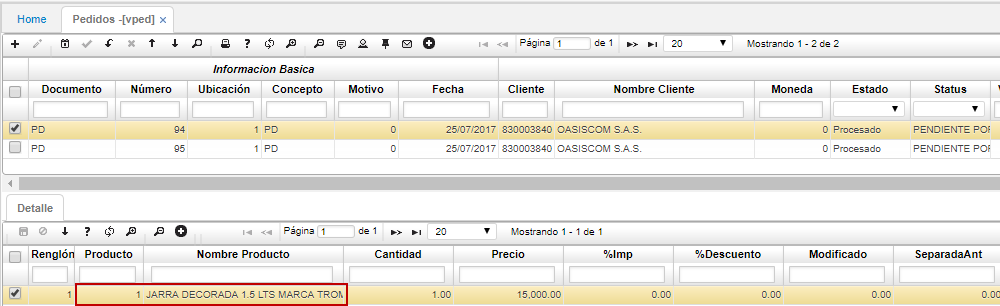 Home Pedidos -[vped] ×
Página 1 de 1 20 Mostrando 1 - 2 de 2
Informacion Basica
Documento Número Ubicación Concepto Motivo Fecha Cliente Nombre Cliente Moneda Estado Status
PD 94 1 PD 0 25/07/2017 830003840 OASISCOM S.A.S. 0 Procesado PENDIENTE POR
PD 95 1 PD 0 25/07/2017 830003840 OASISCOM S.A.S. 0 Procesado PENDIENTE POR
Detalle
Página 1 de 1 20 Mostrando 1 - 1 de 1
Renglón Producto Nombre Producto Cantidad Precio %Imp %Descuento Modificado SeparadaAnt
1 1 JARRA DECORADA 1.5 LTS MARCA TROM 1.00 15,000.00 0.00 0.00 0.00 0.00